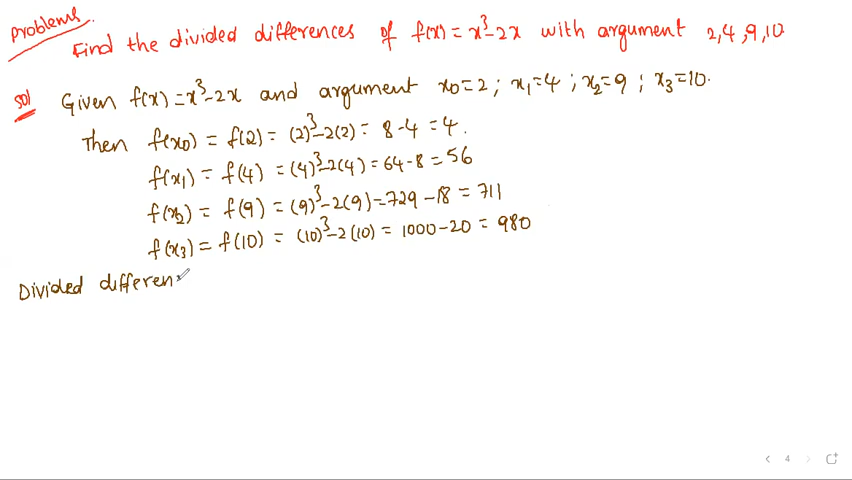 Problems
Find the divided differences of f(x) = x³-2x with argument 2,4,9,10
Sol Given f(x) = x³-2x and argument x₀=2 ; x₁=4 ; x₂=9 ; x₃=10.
Then f(x₀) = f(2) = (2)³-2(2) = 8-4 = 4.
f(x₁) = f(4) = (4)³-2(4) = 64-8 = 56
f(x₂) = f(9) = (9)³-2(9) = 729-18 = 711
f(x₃) = f(10) = (10)³-2(10) = 1000-20 = 980
Divided differen
4